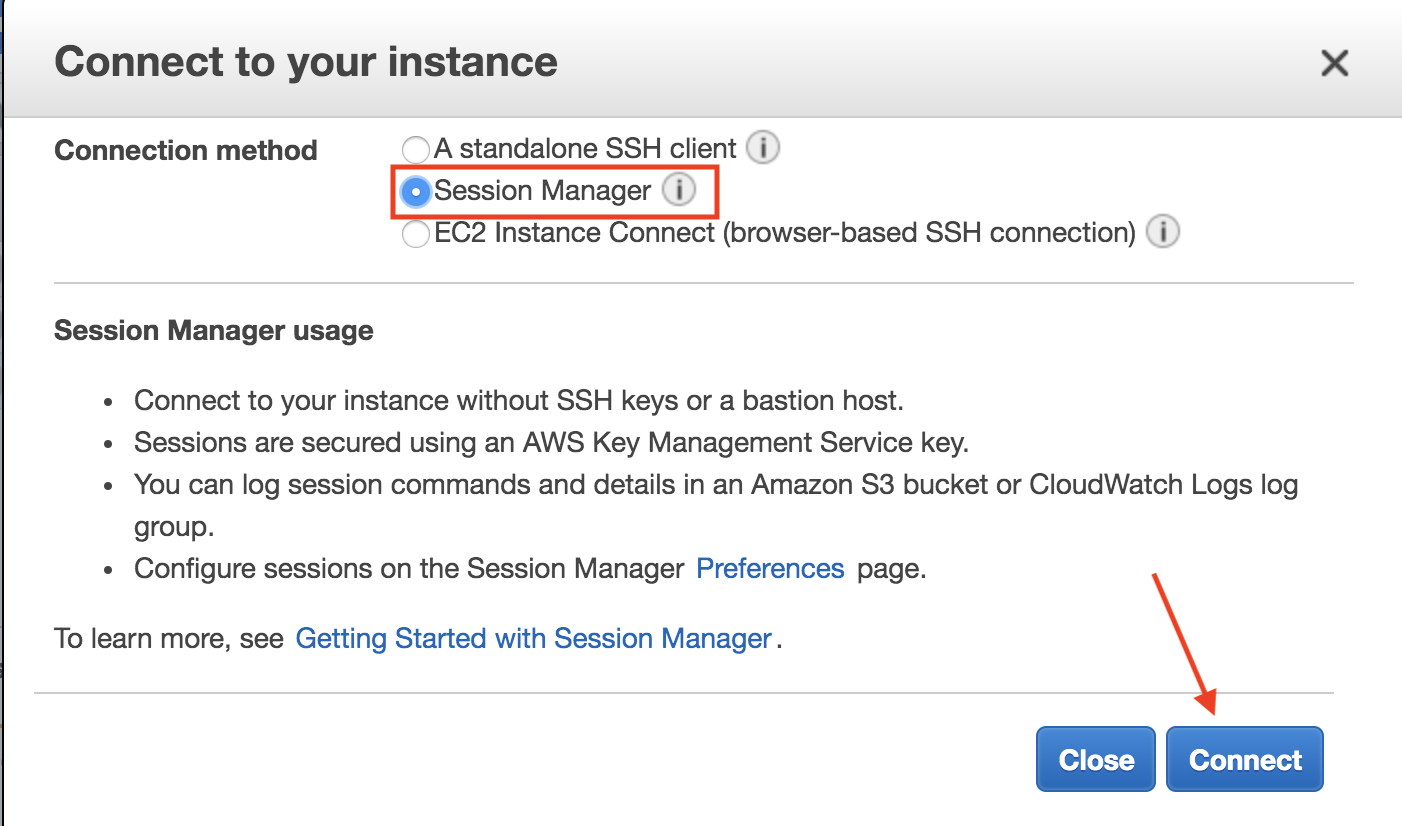 Connect to your instance
Connection method
A standalone SSH client
Session Manager
EC2 Instance Connect (browser-based SSH connection)
Session Manager usage
Connect to your instance without SSH keys or a bastion host.
Sessions are secured using an AWS Key Management Service key.
You can log session commands and details in an Amazon S3 bucket or CloudWatch Logs log
group.
Configure sessions on the Session Manager Preferences page.
To learn more, see Getting Started with Session Manager.
Close Connect